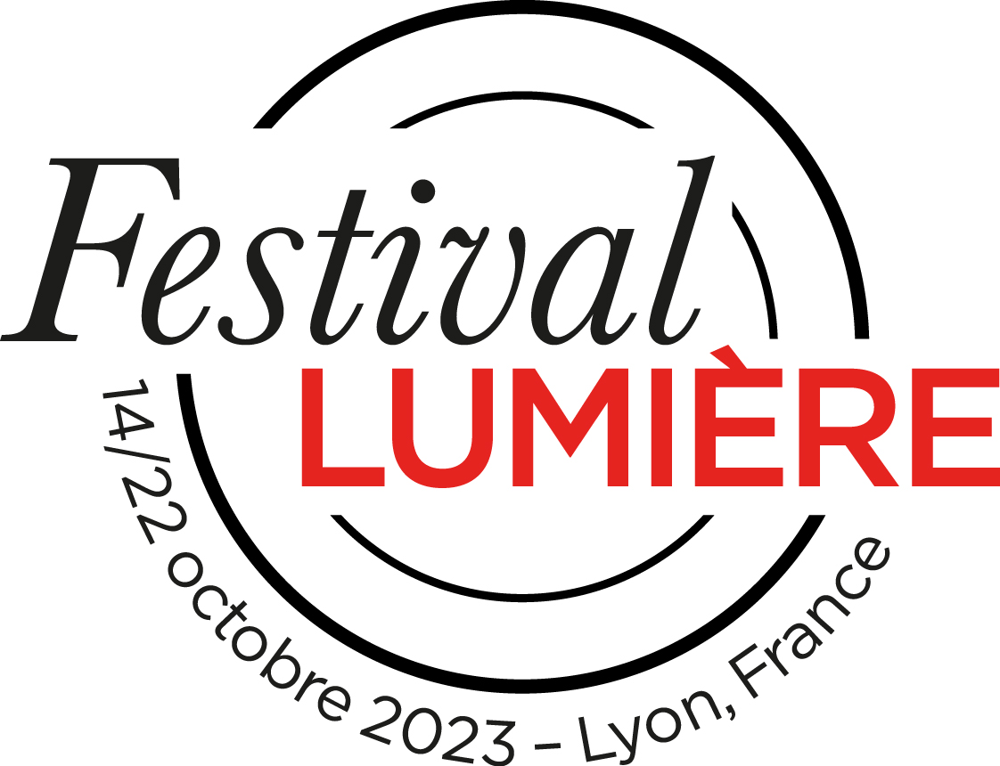 Festival
LUMIÈRE
14/22 octobre 2023 – Lyon, France